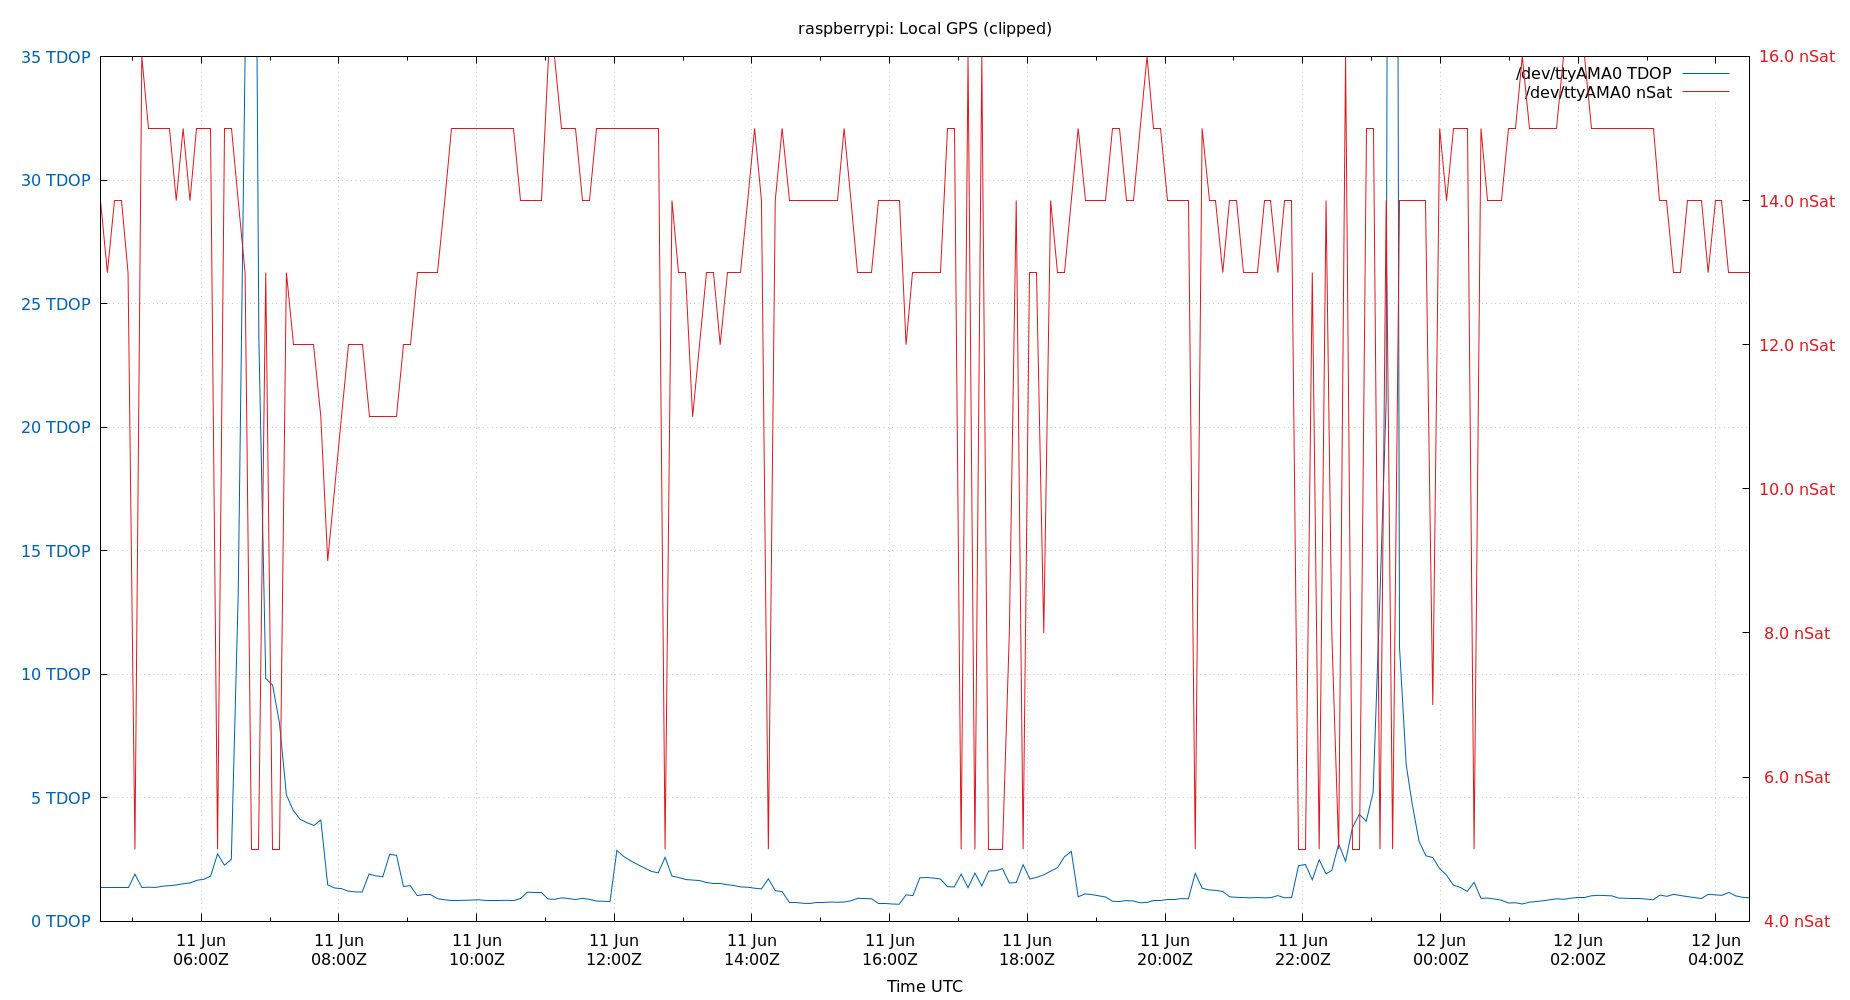 raspberrypi: Local GPS (clipped)
35 TDOP
30 TDOP
25 TDOP
20 TDOP
15 TDOP
10 TDOP
5 TDOP
0 TDOP
16.0 nSat
14.0 nSat
12.0 nSat
10.0 nSat
8.0 nSat
6.0 nSat
4.0 nSat
/dev/ttyAMA0 TDOP
/dev/ttyAMA0 nSat
11 Jun
06:00Z
11 Jun
08:00Z
11 Jun
10:00Z
11 Jun
12:00Z
11 Jun
14:00Z
11 Jun
16:00Z
11 Jun
18:00Z
11 Jun
20:00Z
11 Jun
22:00Z
12 Jun
00:00Z
12 Jun
02:00Z
12 Jun
04:00Z
Time UTC